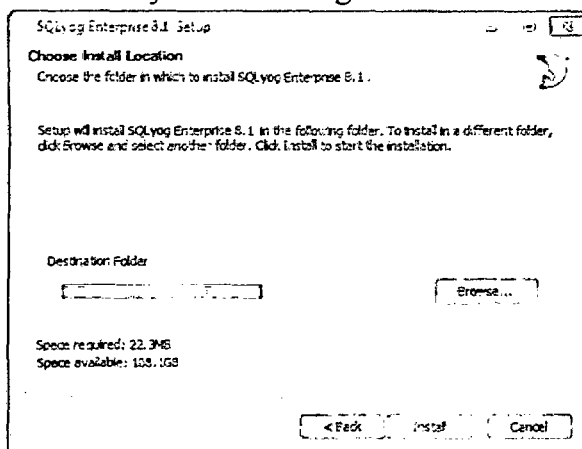 SQLyog Enterprise 8.1 Setup
Choose Install Location
Choose the folder in which to install SQLyog Enterprise 8.1.
Setup will install SQLyog Enterprise 8.1 in the following folder. To install in a different folder,
click Browse and select another folder. Click Install to start the installation.
Destination Folder
Browse...
Space required: 22.3MB
Space available:
< Back
Install
Cancel